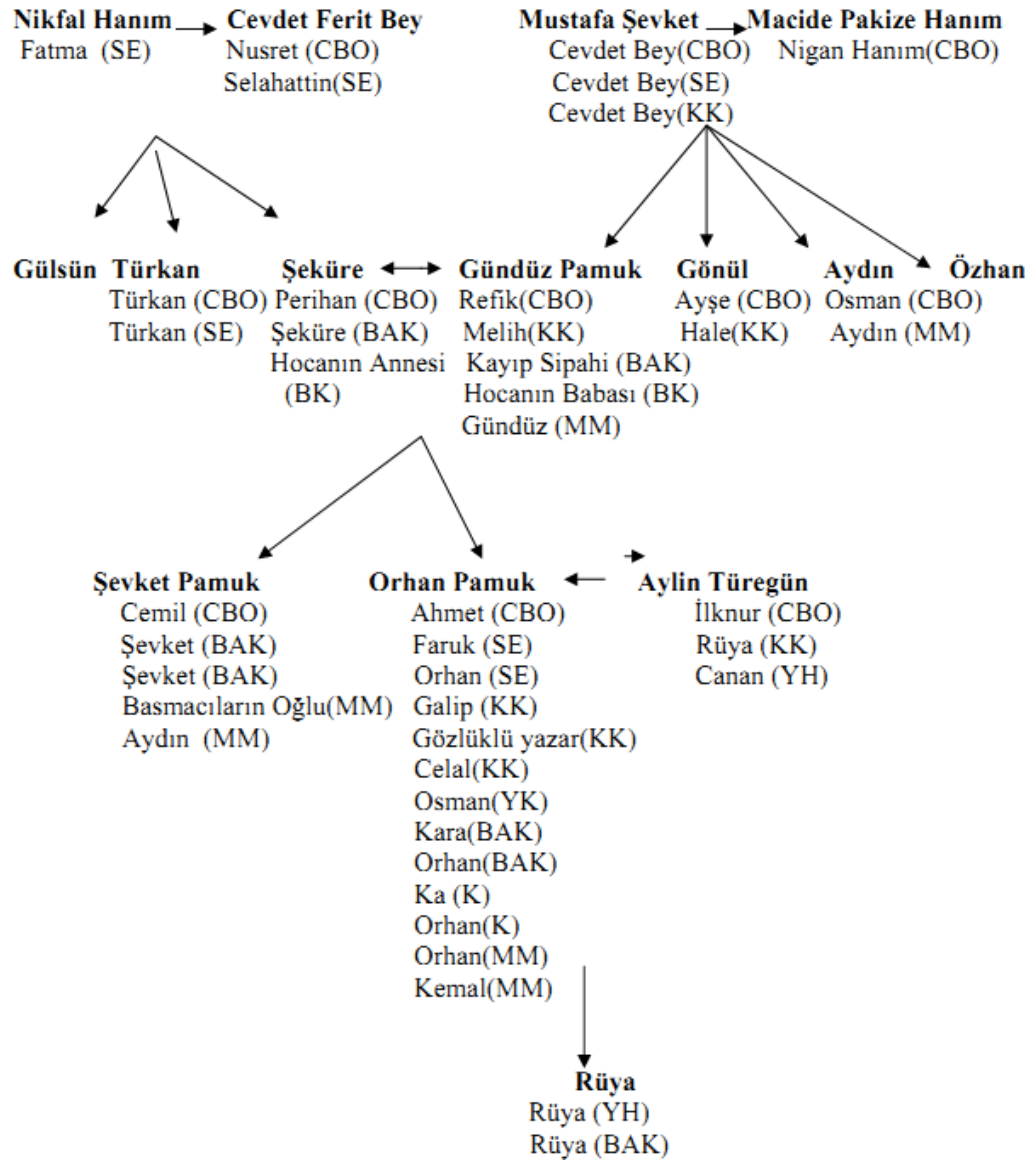 Nikfal Hanım Cevdet Ferit Bey Mustafa Şevket Macide Pakize Hanım
Fatma (SE) Nusret (CBO) Cevdet Bey(CBO) Nigan Hanım(CBO)
Selahattin(SE) Cevdet Bey(SE)
Cevdet Bey(KK)
Gülsün Türkan Şeküre Gündüz Pamuk Gönül Aydın Özhan
Türkan (CBO) Perihan (CBO) Refik(CBO) Ayşe (CBO) Osman (CBO)
Türkan (SE) Şeküre (BAK) Melih(KK) Hale(KK) Aydın (MM)
Hocanın Annesi Kayıp Sipahi (BAK)
(BK) Hocanın Babası (BK)
Gündüz (MM)
Şevket Pamuk Orhan Pamuk Aylin Türegün
Cemil (CBO) Ahmet (CBO) İlknur (CBO)
Şevket (BAK) Faruk (SE) Rüya (KK)
Şevket (BAK) Orhan (SE) Canan (YH)
Basmacıların Oğlu(MM) Galip (KK)
Aydın (MM) Gözlüklü yazar(KK)
Celal(KK)
Osman(YK)
Kara(BAK)
Orhan(BAK)
Ka (K)
Orhan(K)
Orhan(MM)
Kemal(MM)
Rüya
Rüya (YH)
Rüya (BAK)